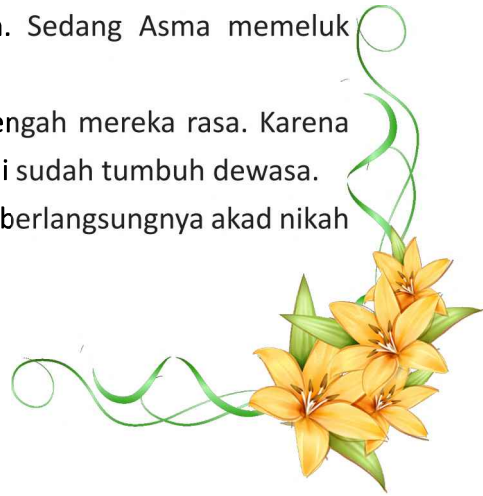 . Sedang Asma memeluk
engah mereka rasa. Karena
i sudah tumbuh dewasa.
berlangsungnya akad nikah